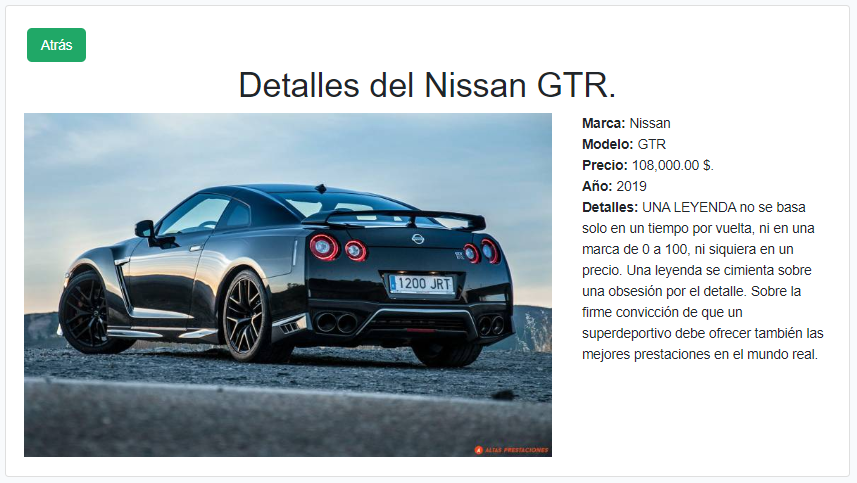 Atrás
Detalles del Nissan GTR.
Marca: Nissan
Modelo: GTR
Precio: 108,000.00 $.
Año: 2019
Detalles: UNA LEYENDA no se basa
solo en un tiempo por vuelta, ni en una
marca de 0 a 100, ni siquiera en un
precio. Una leyenda se cimienta sobre
una obsesión por el detalle. Sobre la
firme convicción de que un
superdeportivo debe ofrecer también las
mejores prestaciones en el mundo real.
1200 JRT
ALTAS PRESTACIONES